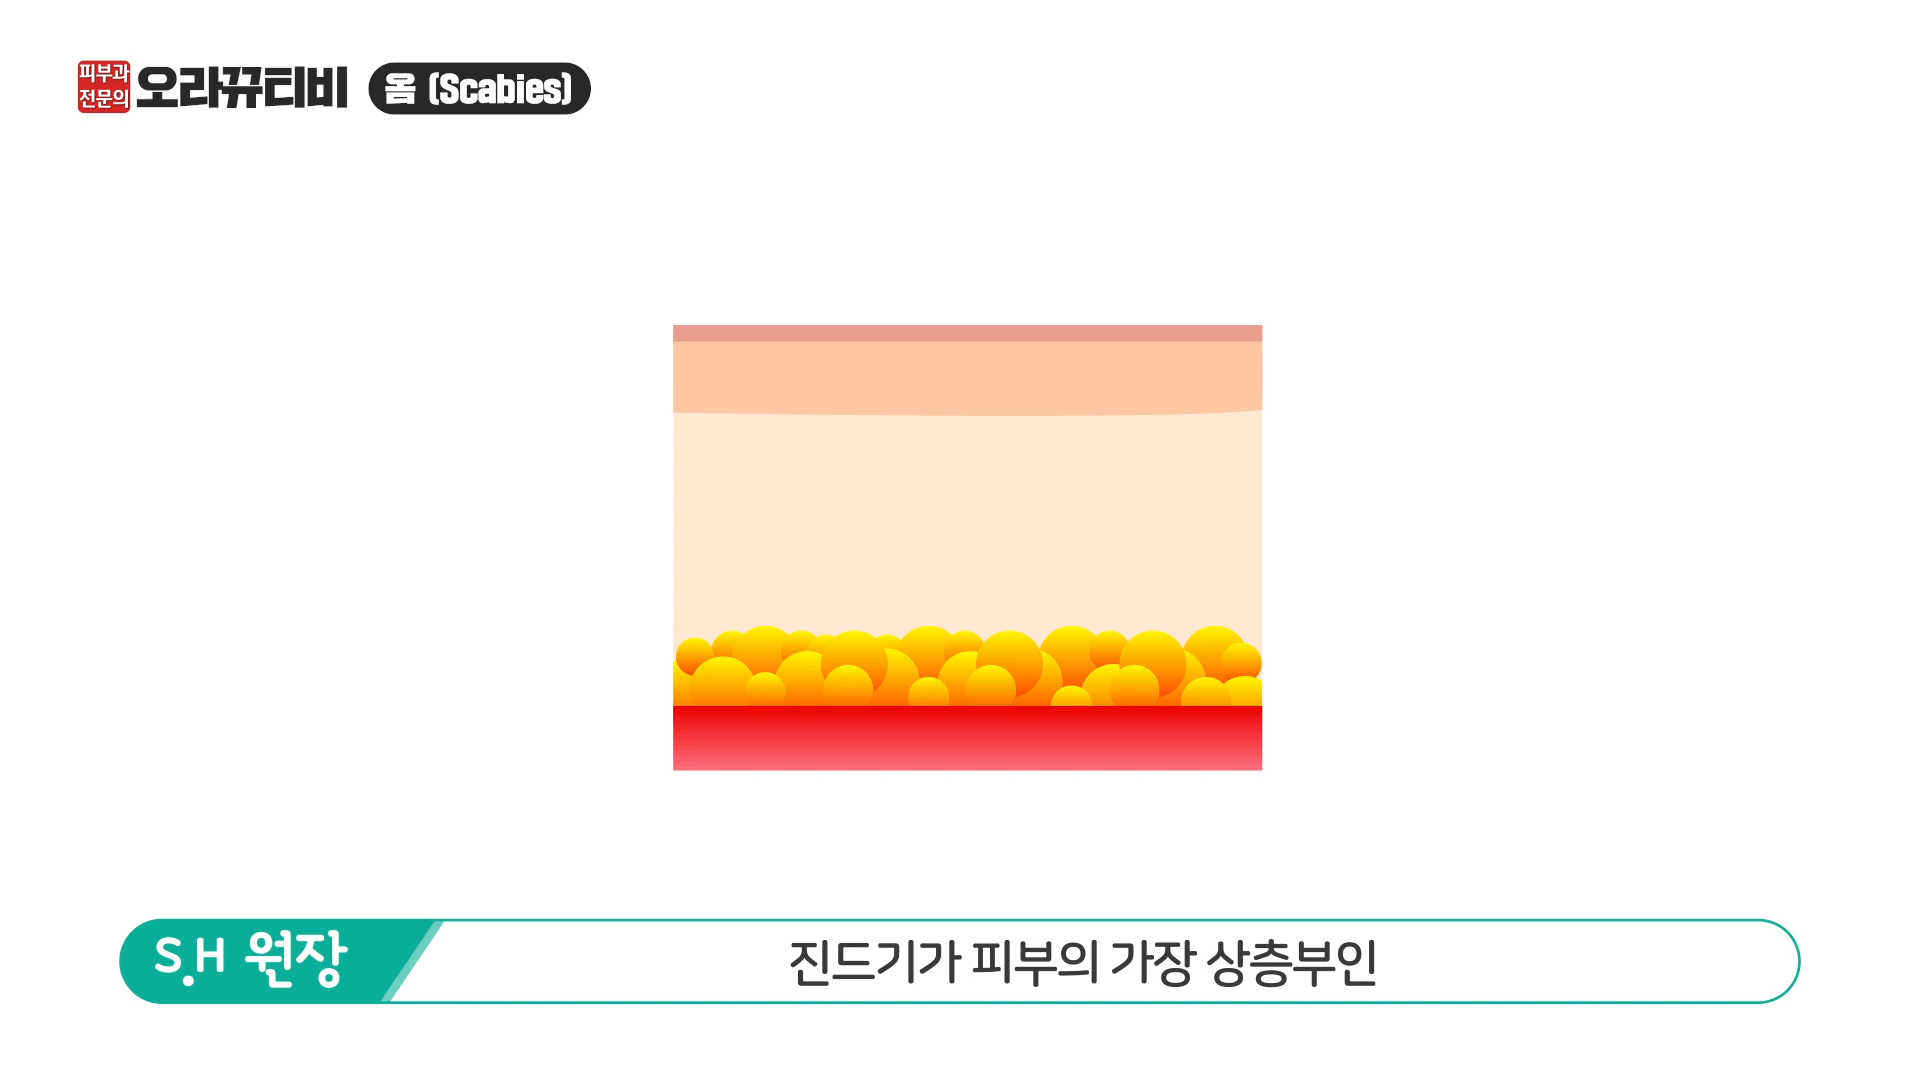 피부과
전문의
오라뀨티비
옴 (Scabies)
S.H 원장
진드기가 피부의 가장 상층부인